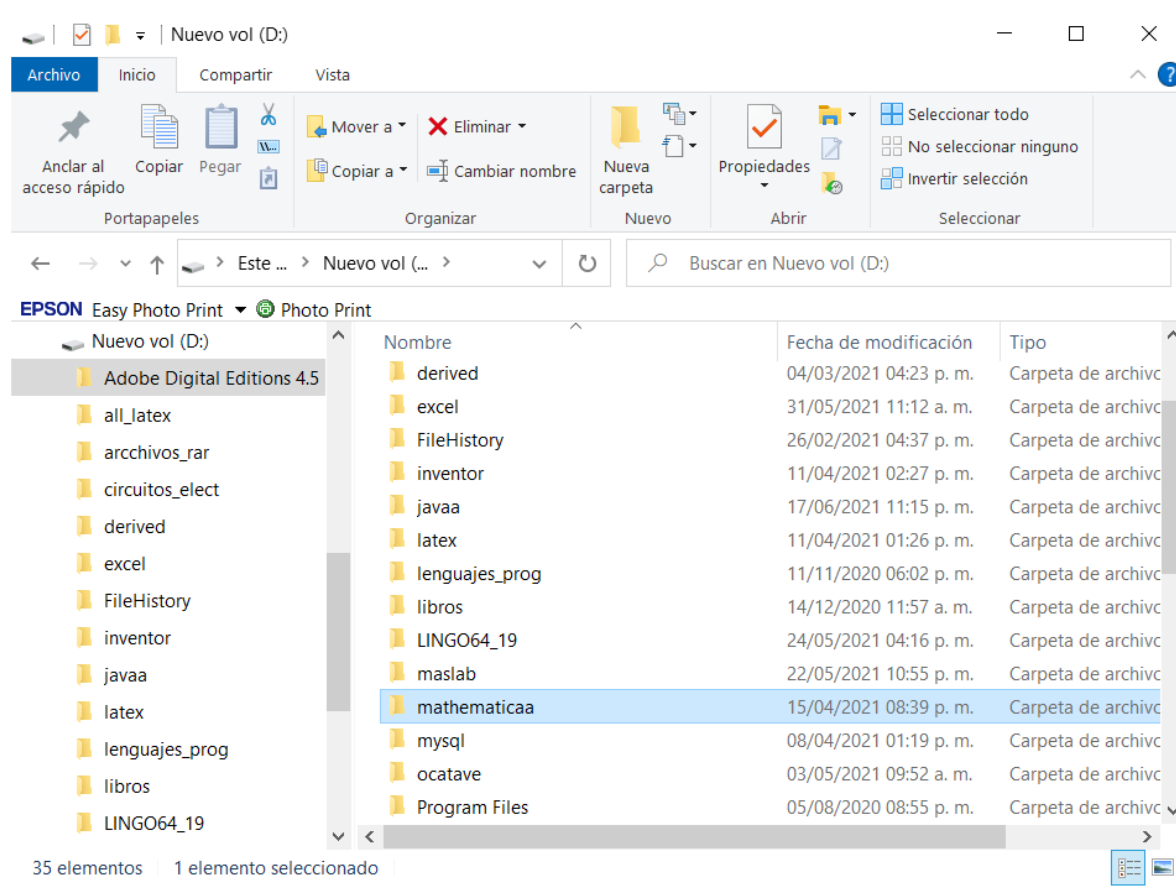 Nuevo vol (D:)
Archivo Inicio Compartir Vista
?
Anclar al acceso rápido
Copiar
Pegar
W...
Portapapeles
Mover a
Copiar a
Eliminar
Cambiar nombre
Organizar
Nueva carpeta
Nuevo
Propiedades
Abrir
Seleccionar todo
No seleccionar ninguno
Invertir selección
Seleccionar
Este ... Nuevo vol (...
Buscar en Nuevo vol (D:)
EPSON Easy Photo Print Photo Print
Nuevo vol (D:)
Adobe Digital Editions 4.5
all_latex
arcchivos_rar
circuitos_elect
derived
excel
FileHistory
inventor
javaa
latex
lenguajes_prog
libros
LINGO64_19
Nombre Fecha de modificación Tipo
derived 04/03/2021 04:23 p. m. Carpeta de archivo
excel 31/05/2021 11:12 a. m. Carpeta de archivo
FileHistory 26/02/2021 04:37 p. m. Carpeta de archivo
inventor 11/04/2021 02:27 p. m. Carpeta de archivo
javaa 17/06/2021 11:15 p. m. Carpeta de archivo
latex 11/04/2021 01:26 p. m. Carpeta de archivo
lenguajes_prog 11/11/2020 06:02 p. m. Carpeta de archivo
libros 14/12/2020 11:57 a. m. Carpeta de archivo
LINGO64_19 24/05/2021 04:16 p. m. Carpeta de archivo
maslab 22/05/2021 10:55 p. m. Carpeta de archivo
mathematicaa 15/04/2021 08:39 p. m. Carpeta de archivo
mysql 08/04/2021 01:19 p. m. Carpeta de archivo
ocatave 03/05/2021 09:52 a. m. Carpeta de archivo
Program Files 05/08/2020 08:55 p. m. Carpeta de archivo
35 elementos 1 elemento seleccionado